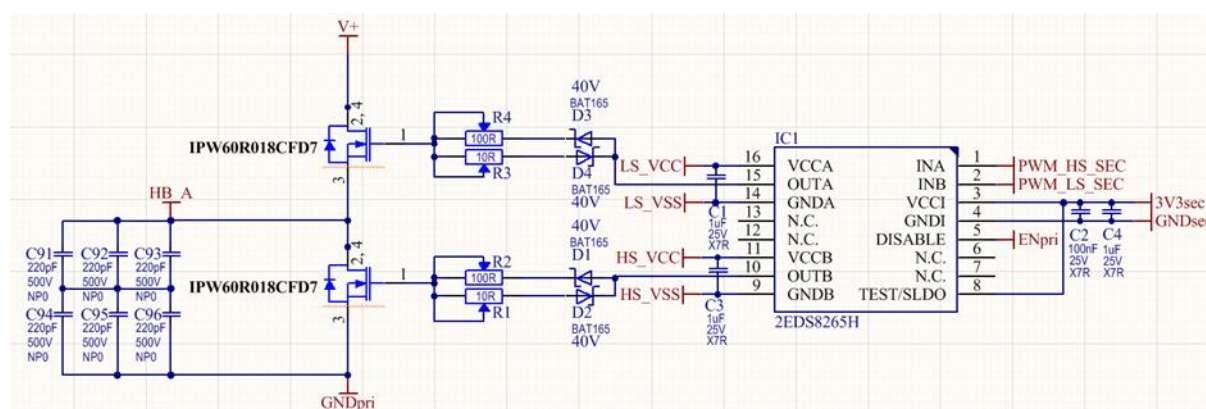 V+
2, 4
IPW60R018CFD7
1
3
R4
100R
10R
R3
40V
BAT165
D3
D4
BAT165
40V
HB_A
C91
220pF
500V
NP0
C92
220pF
500V
NP0
C93
220pF
500V
NP0
C94
220pF
500V
NP0
C95
220pF
500V
NP0
C96
220pF
500V
NP0
2, 4
IPW60R018CFD7
1
3
GNDpri
R2
100R
10R
R1
40V
BAT165
D1
D2
BAT165
40V
LS_VCC
LS_VSS
C1
1uF
25V
X7R
HS_VCC
HS_VSS
C3
1uF
25V
X7R
IC1
16 VCCA INA 1 PWM_HS_SEC
15 OUTA INB 2 PWM_LS_SEC
14 GNDA VCCI 3 3V3sec
13 N.C. GNDI 4 GNDsec
12 N.C. DISABLE 5 ENpri
11 VCCB N.C. 6
10 OUTB N.C. 7
9 GNDB TEST/SLDO 8
2EDS8265H
C2
100nF
25V
X7R
C4
1uF
25V
X7R